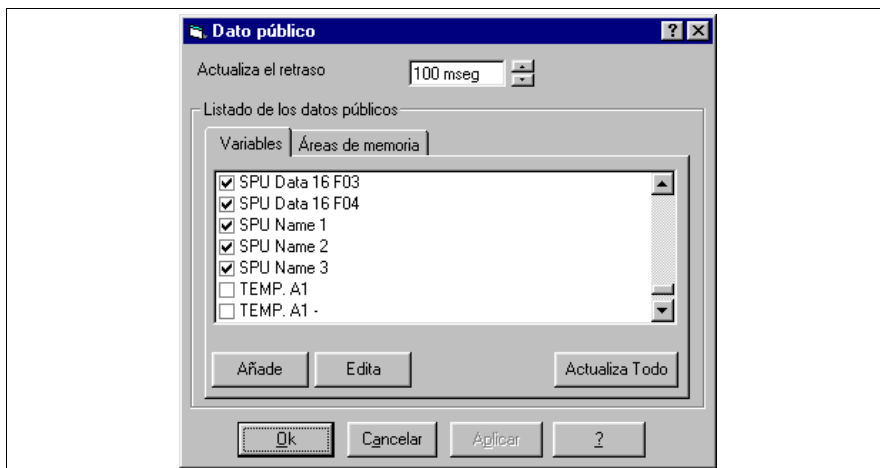 Dato público
Actualiza el retraso 100 mseg
Listado de los datos públicos
Variables Áreas de memoria
SPU Data 16 F03
SPU Data 16 F04
SPU Name 1
SPU Name 2
SPU Name 3
TEMP. A1
TEMP. A1 -
Añade Edita Actualiza Todo
Ok Cancelar Aplicar ?